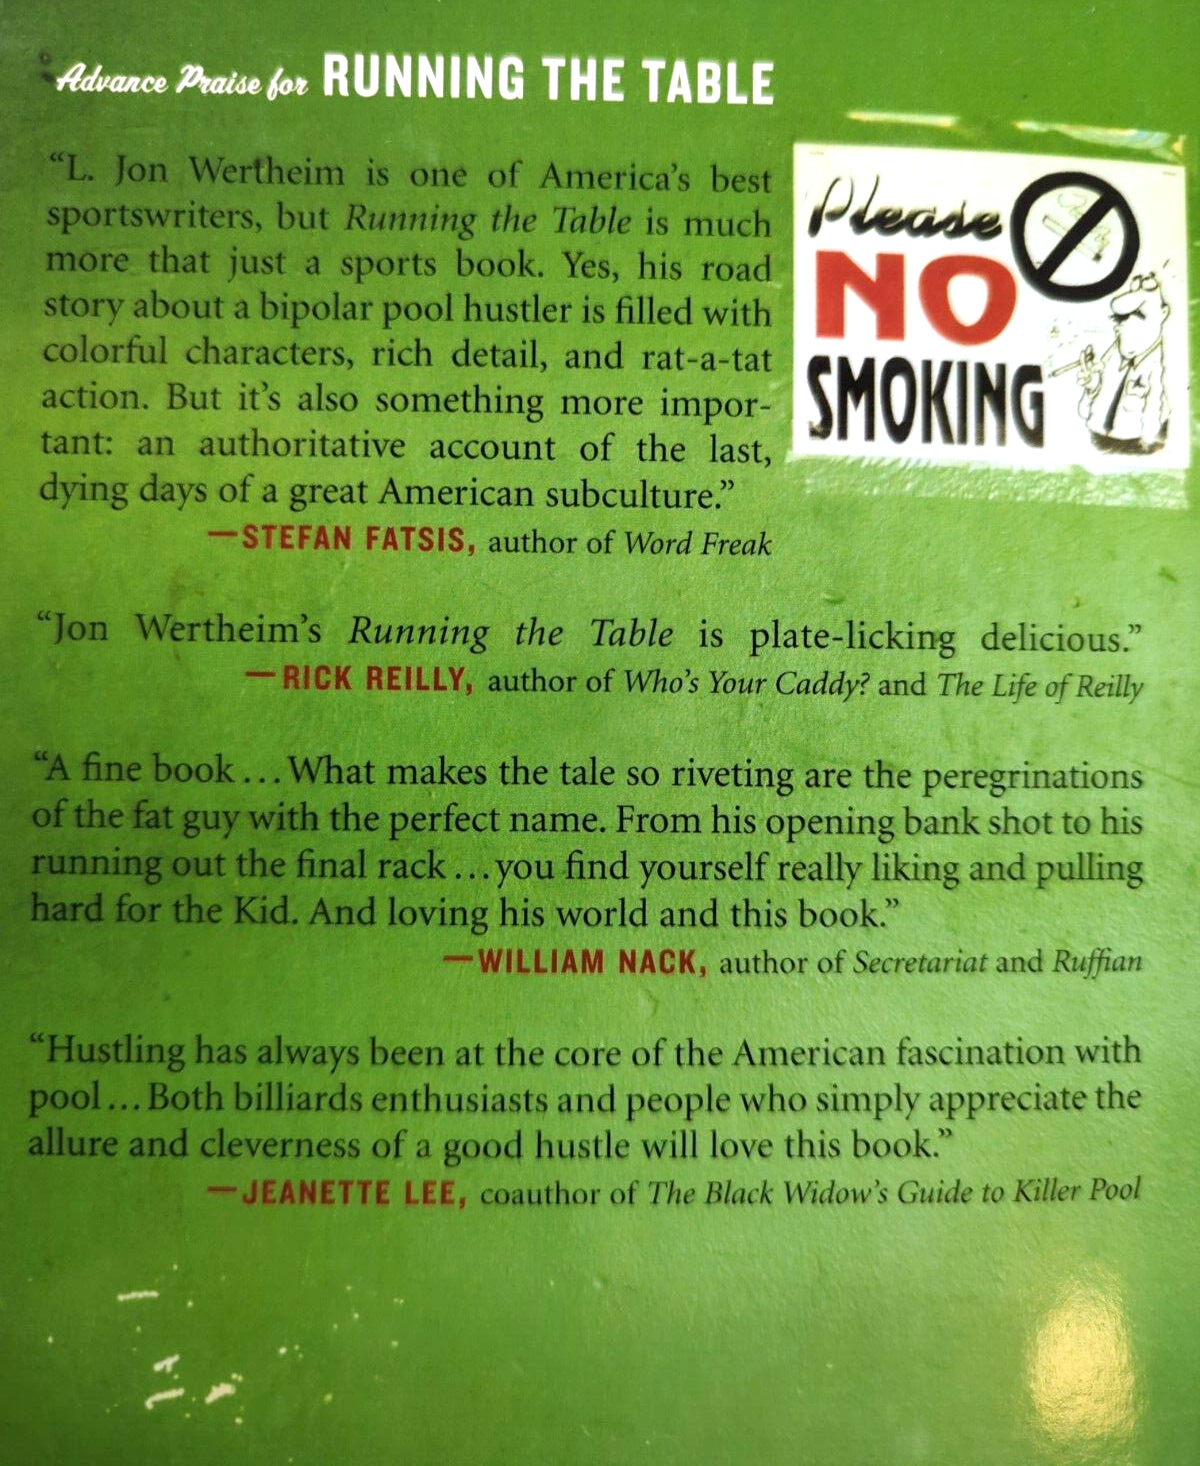 Advance Praise for RUNNING THE TABLE
“L. Jon Wertheim is one of America’s best
sportswriters, but Running the Table is much
more that just a sports book. Yes, his road
story about a bipolar pool hustler is filled with
colorful characters, rich detail, and rat-a-tat
action. But it’s also something more impor-
tant: an authoritative account of the last,
dying days of a great American subculture.”
—STEFAN FATSIS, author of Word Freak
Please
NO
SMOKING
“Jon Wertheim’s Running the Table is plate-licking delicious.”
—RICK REILLY, author of Who’s Your Caddy? and The Life of Reilly
“A fine book...What makes the tale so riveting are the peregrinations
of the fat guy with the perfect name. From his opening bank shot to his
running out the final rack...you find yourself really liking and pulling
hard for the Kid. And loving his world and this book.”
—WILLIAM NACK, author of Secretariat and Ruffian
“Hustling has always been at the core of the American fascination with
pool...Both billiards enthusiasts and people who simply appreciate the
allure and cleverness of a good hustle will love this book.”
—JEANETTE LEE, coauthor of The Black Widow’s Guide to Killer Pool